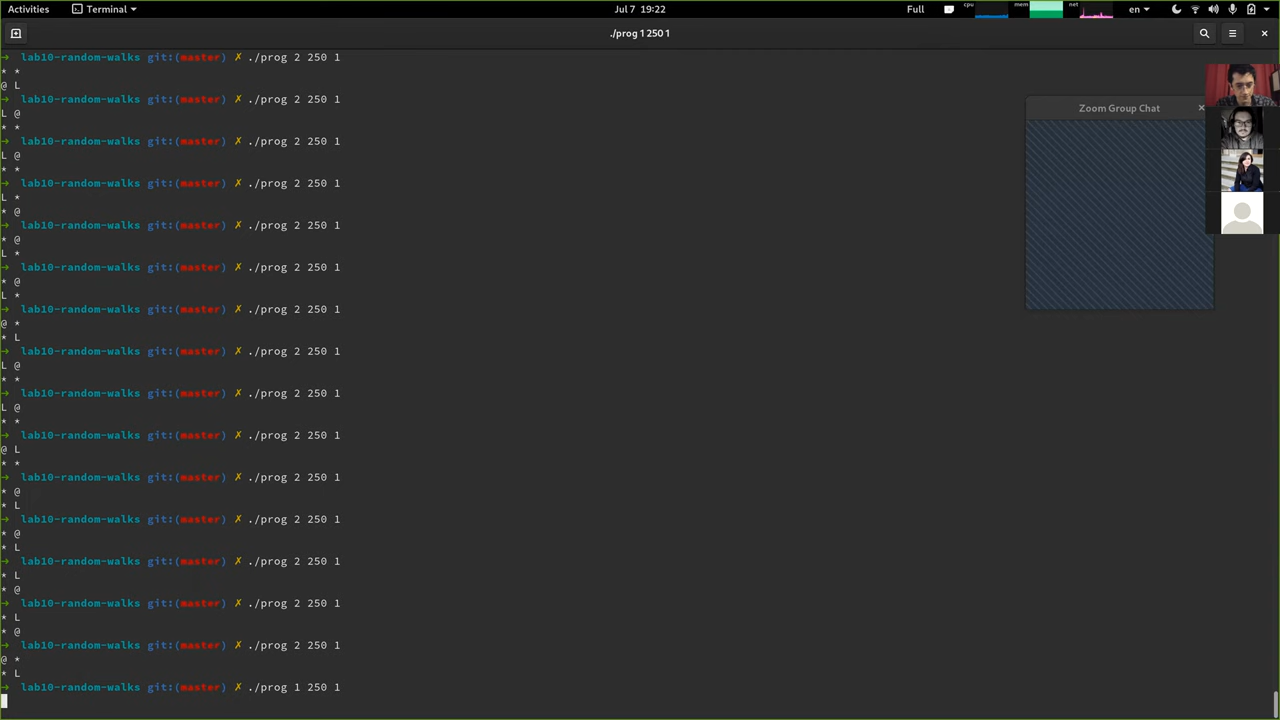 Activities Terminal Jul 7 19:22 Full cpu mem net en
./prog 1 250 1
→ lab10-random-walks git:(master) ✗ ./prog 2 250 1
* *
@ L
→ lab10-random-walks git:(master) ✗ ./prog 2 250 1
L @
* *
→ lab10-random-walks git:(master) ✗ ./prog 2 250 1
L @
* *
→ lab10-random-walks git:(master) ✗ ./prog 2 250 1
L *
* @
→ lab10-random-walks git:(master) ✗ ./prog 2 250 1
* @
L *
→ lab10-random-walks git:(master) ✗ ./prog 2 250 1
* @
L *
→ lab10-random-walks git:(master) ✗ ./prog 2 250 1
@ *
* L
→ lab10-random-walks git:(master) ✗ ./prog 2 250 1
L @
* *
→ lab10-random-walks git:(master) ✗ ./prog 2 250 1
L @
* *
→ lab10-random-walks git:(master) ✗ ./prog 2 250 1
@ L
* *
→ lab10-random-walks git:(master) ✗ ./prog 2 250 1
* @
* L
→ lab10-random-walks git:(master) ✗ ./prog 2 250 1
* @
* L
→ lab10-random-walks git:(master) ✗ ./prog 2 250 1
* L
* @
→ lab10-random-walks git:(master) ✗ ./prog 2 250 1
* L
* @
→ lab10-random-walks git:(master) ✗ ./prog 2 250 1
@ *
* L
→ lab10-random-walks git:(master) ✗ ./prog 1 250 1
Zoom Group Chat